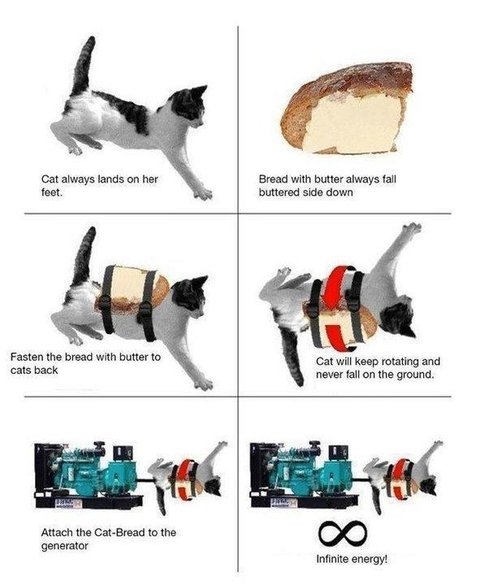 Cat always lands on her
feet.
Bread with butter always fall
buttered side down
Fasten the bread with butter to
cats back
Cat will keep rotating and
never fall on the ground.
Attach the Cat-Bread to the
generator
∞
Infinite energy!